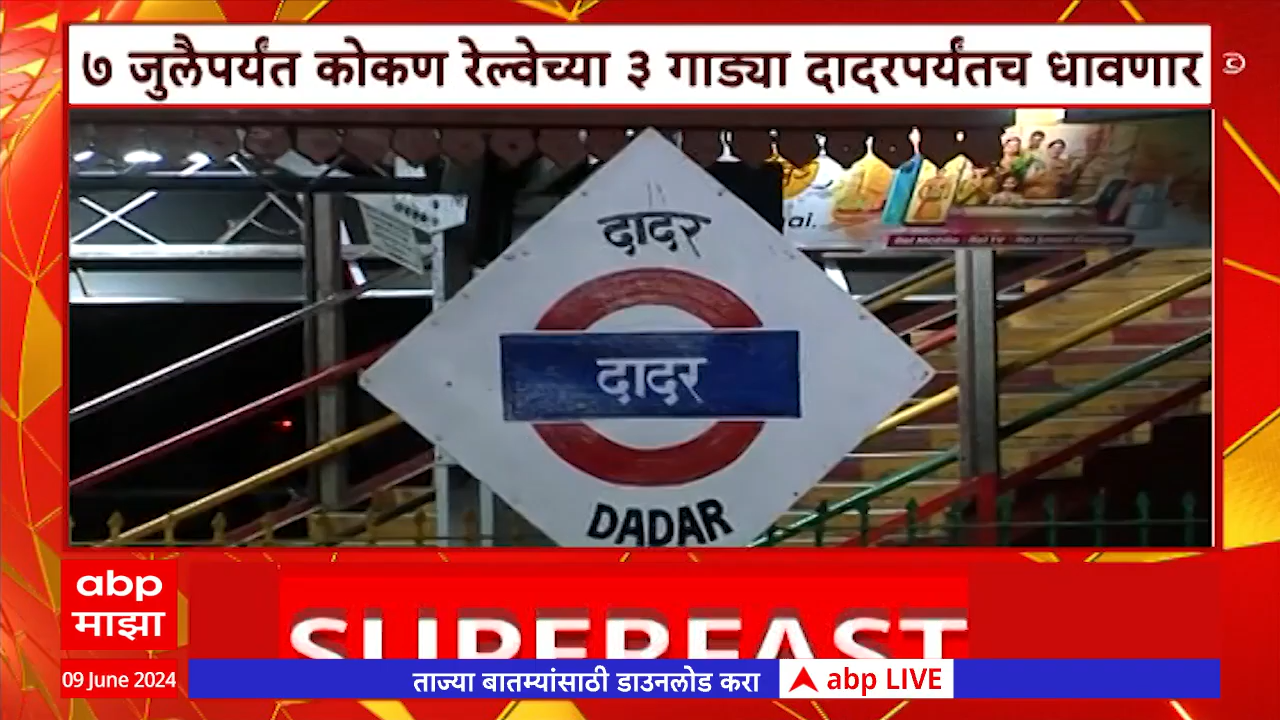 ७ जुलैपर्यंत कोकण रेल्वेच्या ३ गाड्या दादरपर्यंतच धावणार
दादर
दादर
DADAR
abp
माझा
SUPERFAST
09 June 2024
ताज्या बातम्यांसाठी डाउनलोड करा
abp LIVE